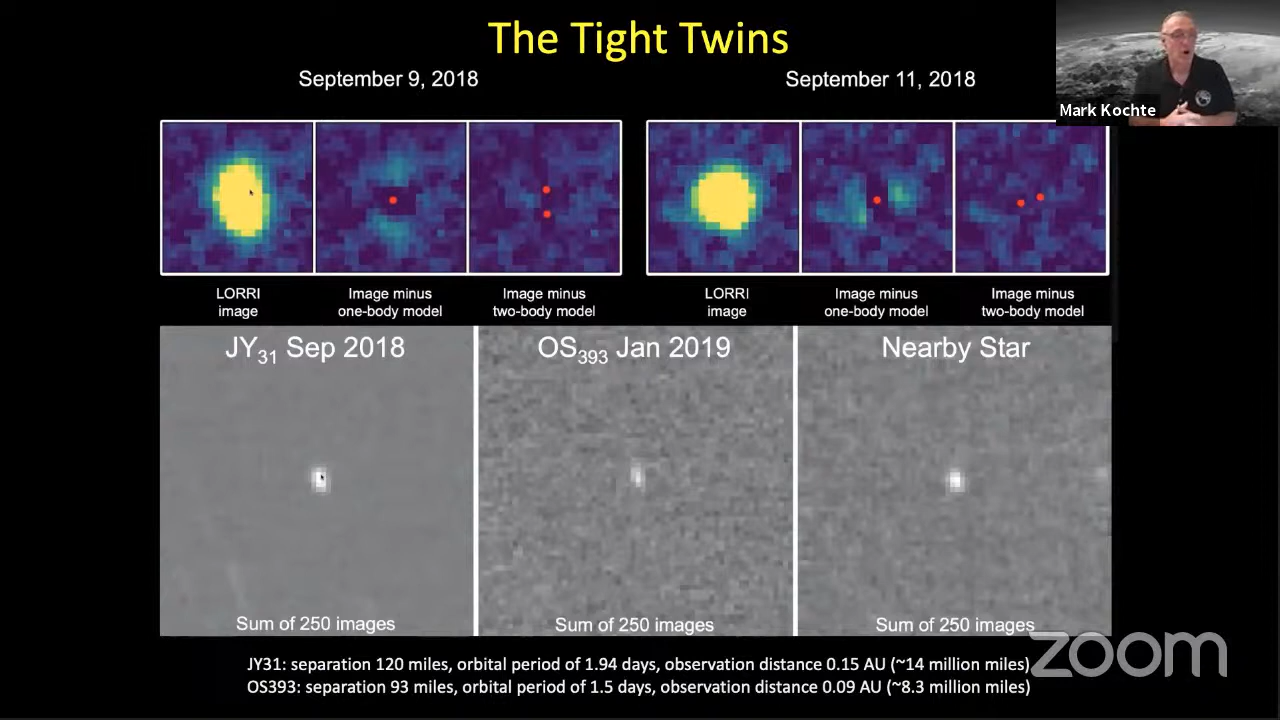 The Tight Twins
September 9, 2018
September 11, 2018
Mark Kochte
LORRI
image
Image minus
one-body model
Image minus
two-body model
LORRI
image
Image minus
one-body model
Image minus
two-body model
JY31 Sep 2018
OS393 Jan 2019
Nearby Star
Sum of 250 images
Sum of 250 images
Sum of 250 images
zoom
JY31: separation 120 miles, orbital period of 1.94 days, observation distance 0.15 AU (~14 million miles)
OS393: separation 93 miles, orbital period of 1.5 days, observation distance 0.09 AU (~8.3 million miles)